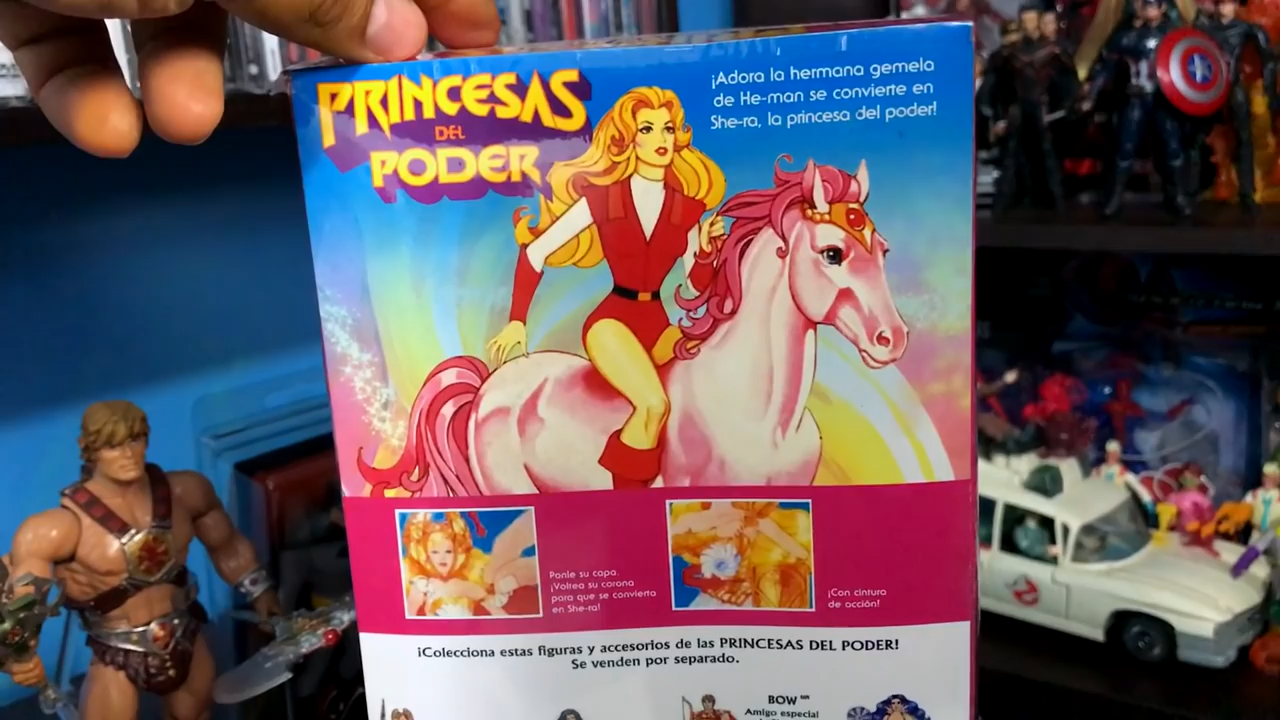 PRINCESAS
DEL
PODER
¡Adora la hermana gemela
de He-man se convierte en
She-ra, la princesa del poder!
Ponle su capa.
¡Voltea su corona
para que se convierta
en She-ra!
¡Con cintura
de acción!
¡Colecciona estas figuras y accesorios de las PRINCESAS DEL PODER!
Se venden por separado.
BOW
Amigo especial